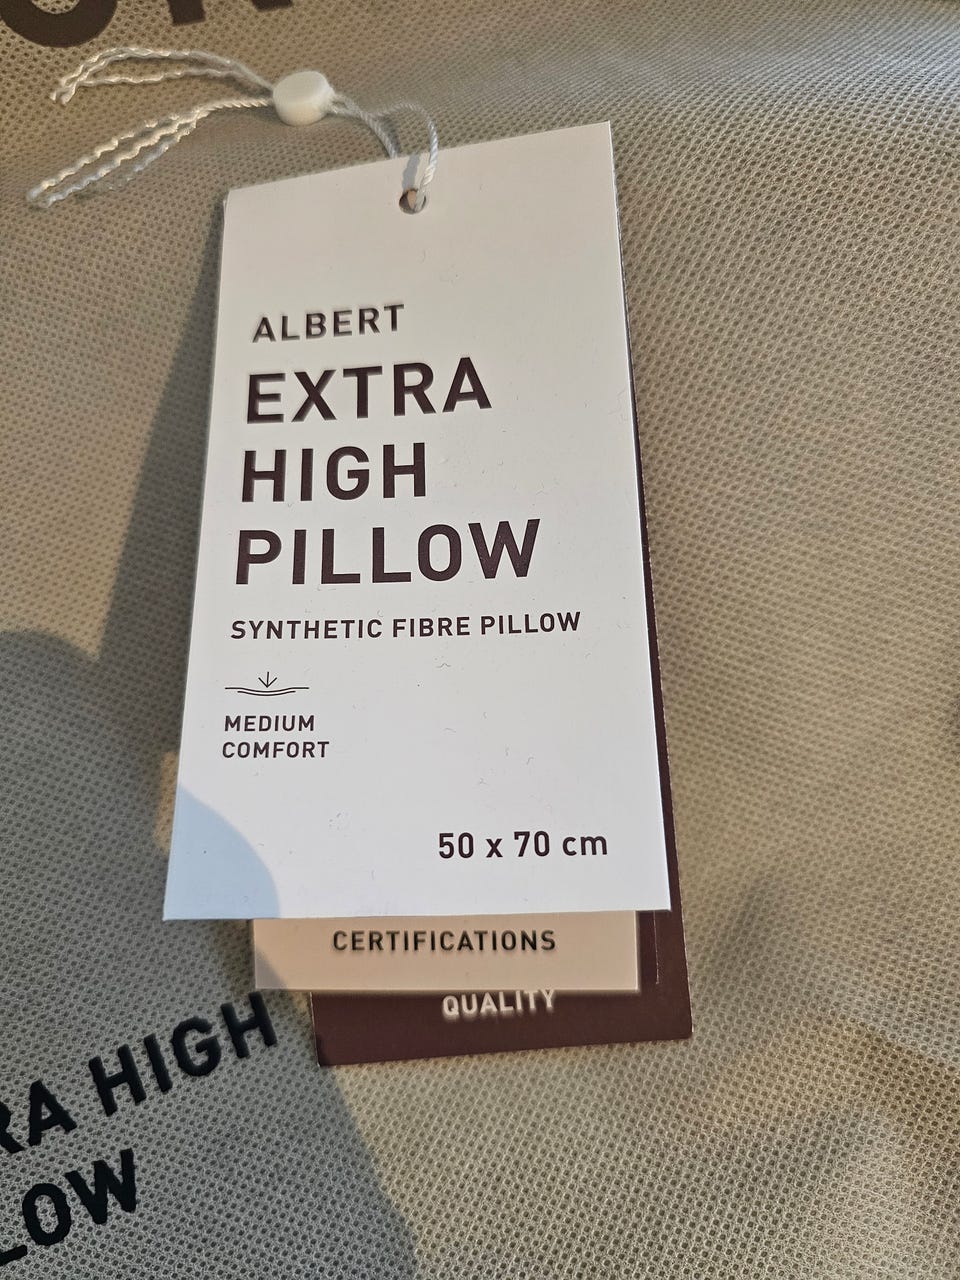 ALBERT
EXTRA
HIGH
PILLOW
SYNTHETIC FIBRE PILLOW
MEDIUM
COMFORT
50 x 70 cm
CERTIFICATIONS
QUALITY
RA HIGH
LOW